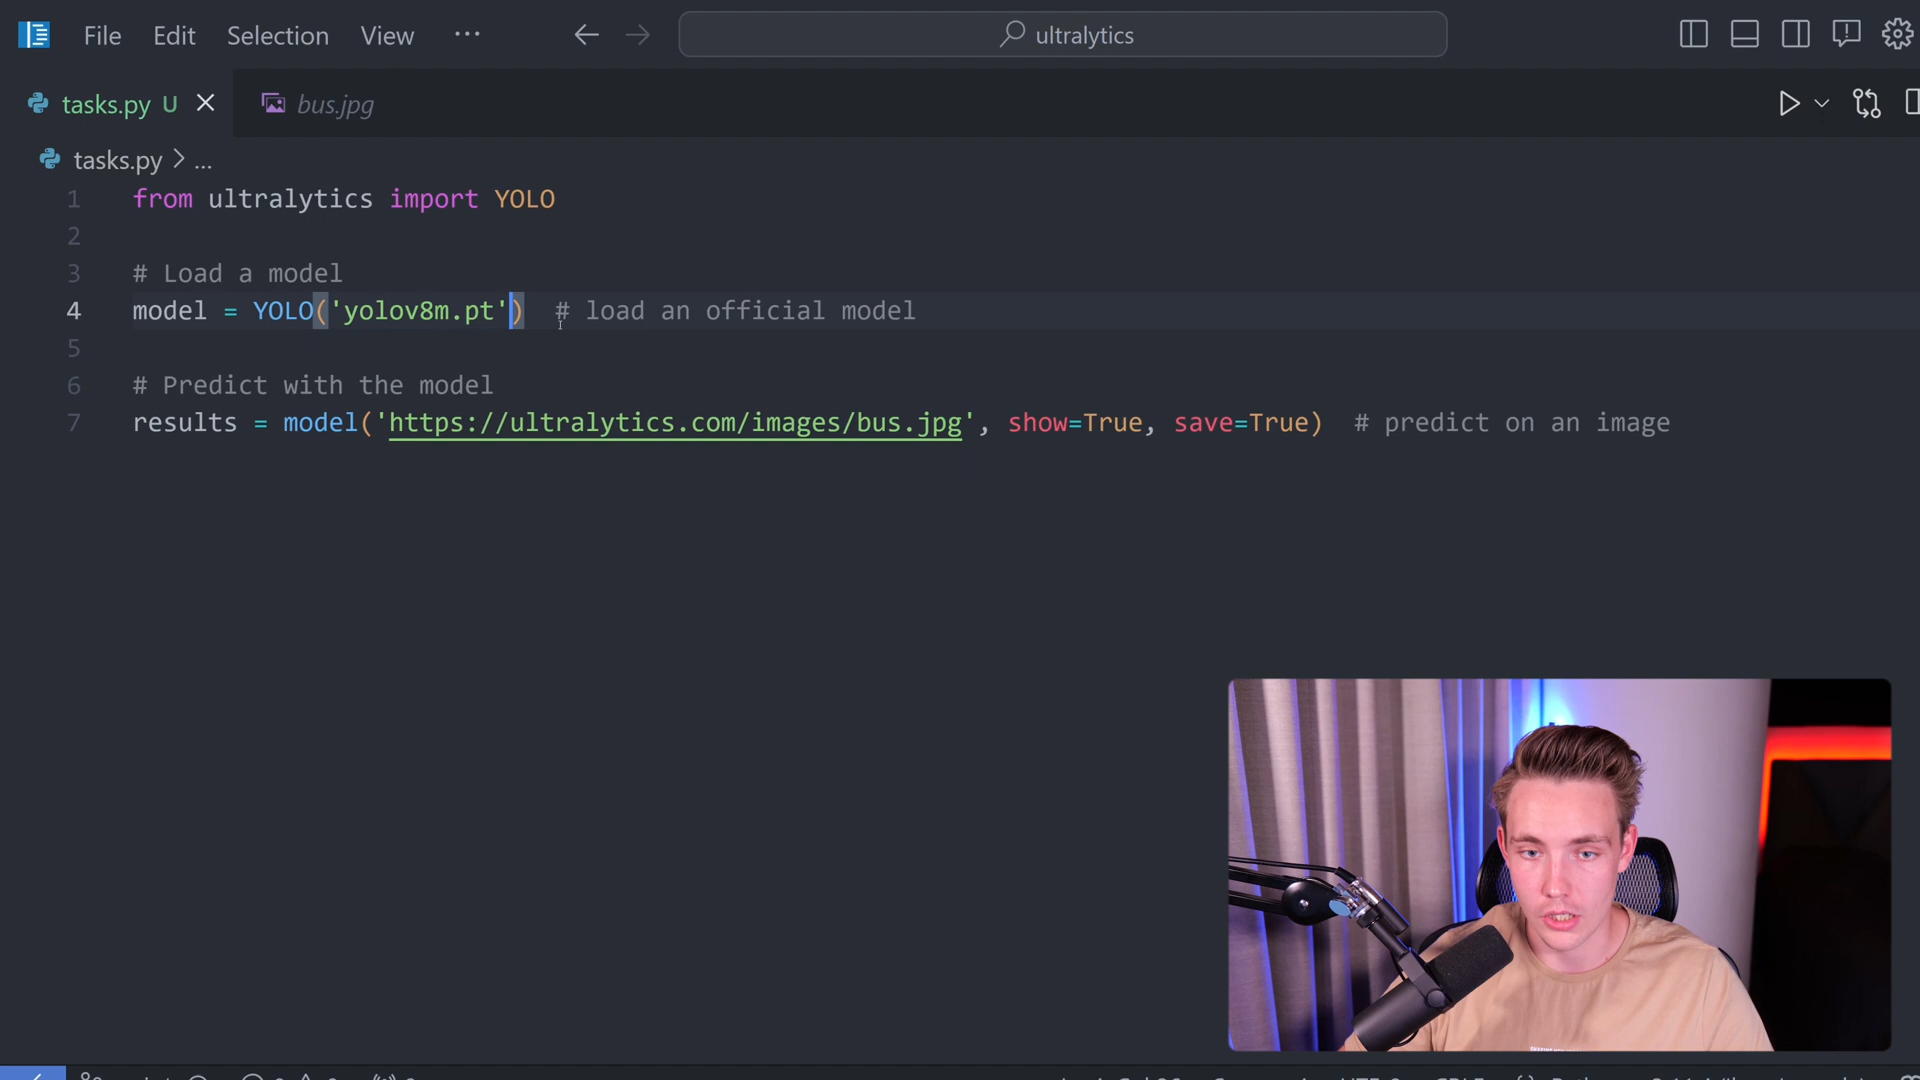 File Edit Selection View ... ultralytics
tasks.py U bus.jpg
tasks.py > ...
1 from ultralytics import YOLO
2
3 # Load a model
4 model = YOLO('yolov8m.pt') # load an official model
5
6 # Predict with the model
7 results = model('https://ultralytics.com/images/bus.jpg', show=True, save=True) # predict on an image